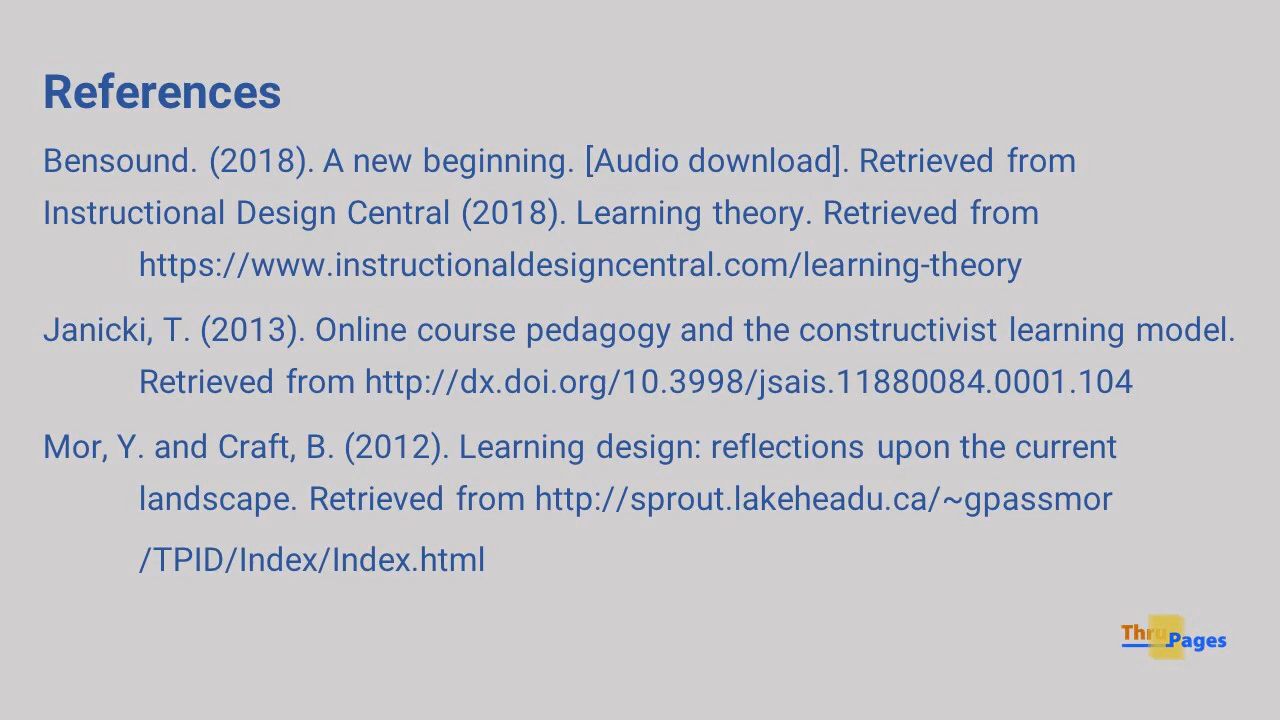 References
Bensound. (2018). A new beginning. [Audio download]. Retrieved from
Instructional Design Central (2018). Learning theory. Retrieved from
https://www.instructionaldesigncentral.com/learning-theory
Janicki, T. (2013). Online course pedagogy and the constructivist learning model.
Retrieved from http://dx.doi.org/10.3998/jsais.11880084.0001.104
Mor, Y. and Craft, B. (2012). Learning design: reflections upon the current
landscape. Retrieved from http://sprout.lakeheadu.ca/~gpassmor
/TPID/Index/Index.html
Thru Pages